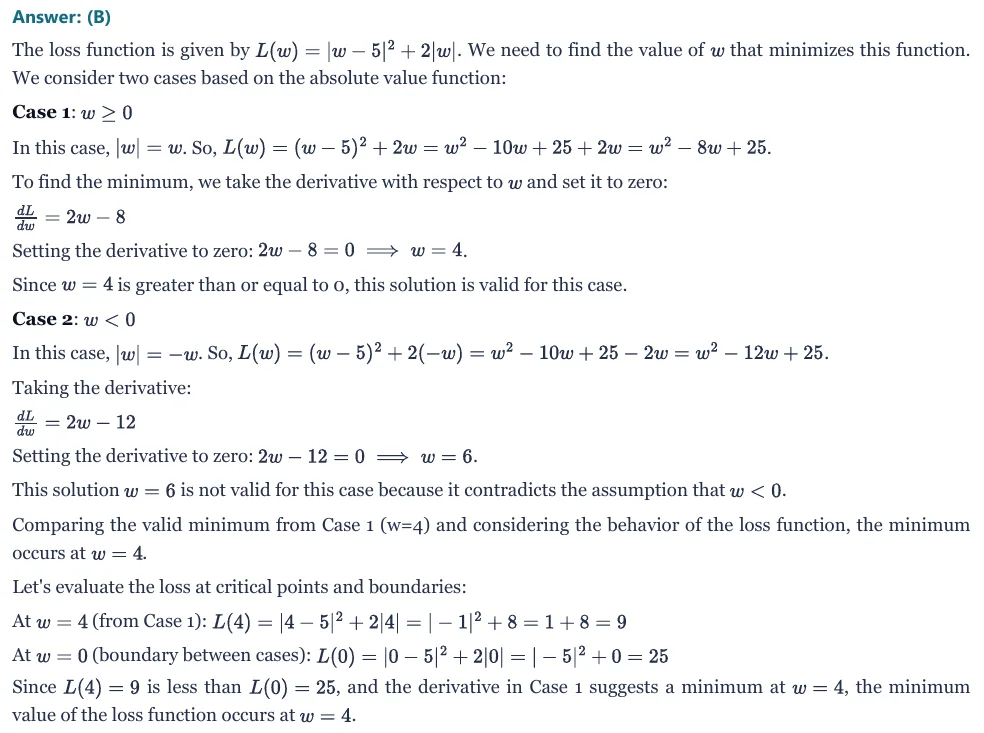 Answer: (B)
The loss function is given by L(w) = |w − 5|² + 2|w|. We need to find the value of w that minimizes this function.
We consider two cases based on the absolute value function:
Case 1: w ≥ 0
In this case, |w| = w. So, L(w) = (w − 5)² + 2w = w² − 10w + 25 + 2w = w² − 8w + 25.
To find the minimum, we take the derivative with respect to w and set it to zero:
dL/dw = 2w − 8
Setting the derivative to zero: 2w − 8 = 0 ⟹ w = 4.
Since w = 4 is greater than or equal to 0, this solution is valid for this case.
Case 2: w < 0
In this case, |w| = −w. So, L(w) = (w − 5)² + 2(−w) = w² − 10w + 25 − 2w = w² − 12w + 25.
Taking the derivative:
dL/dw = 2w − 12
Setting the derivative to zero: 2w − 12 = 0 ⟹ w = 6.
This solution w = 6 is not valid for this case because it contradicts the assumption that w < 0.
Comparing the valid minimum from Case 1 (w=4) and considering the behavior of the loss function, the minimum
occurs at w = 4.
Let's evaluate the loss at critical points and boundaries:
At w = 4 (from Case 1): L(4) = |4 − 5|² + 2|4| = | − 1|² + 8 = 1 + 8 = 9
At w = 0 (boundary between cases): L(0) = |0 − 5|² + 2|0| = | − 5|² + 0 = 25
Since L(4) = 9 is less than L(0) = 25, and the derivative in Case 1 suggests a minimum at w = 4, the minimum
value of the loss function occurs at w = 4.